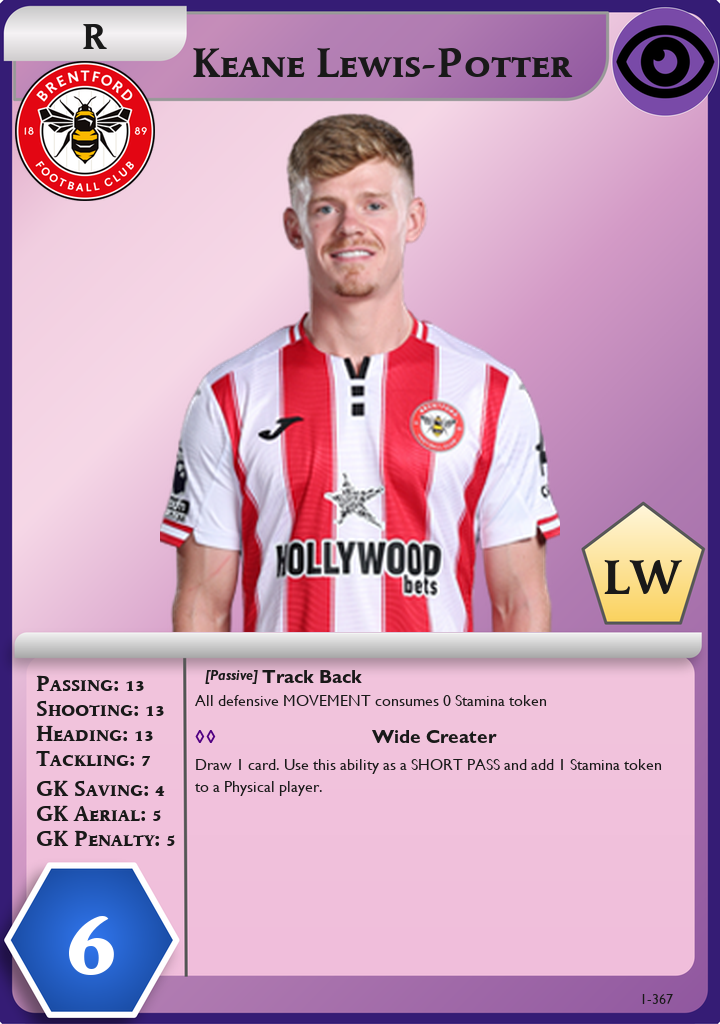 R
Keane Lewis-Potter
BRENTFORD
18 89
FOOTBALL CLUB
BRENTFORD
HOLLYWOOD
bets
LW
Passing: 13
Shooting: 13
Heading: 13
Tackling: 7
GK Saving: 4
GK Aerial: 5
GK Penalty: 5
6
[Passive] Track Back
All defensive MOVEMENT consumes 0 Stamina token
Wide Creater
Draw 1 card. Use this ability as a SHORT PASS and add 1 Stamina token
to a Physical player.
1-367